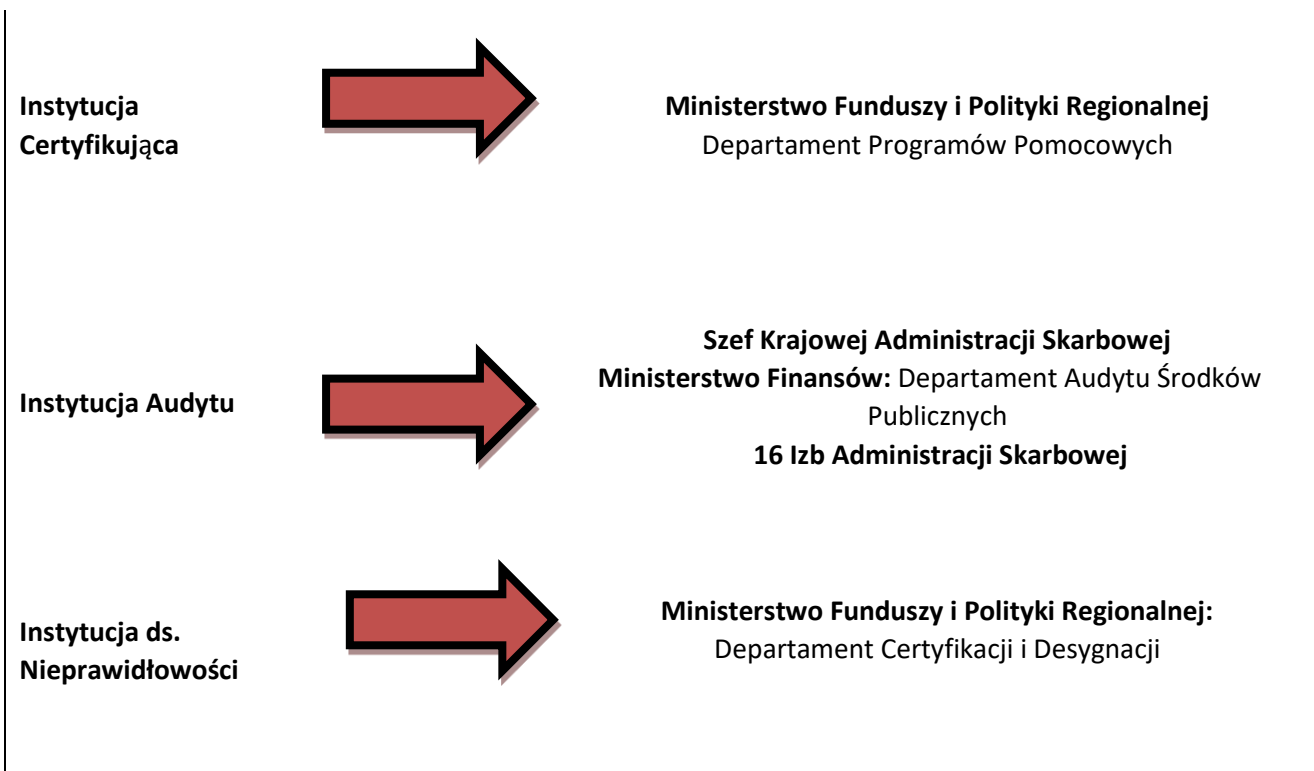 Instytucja
Certyfikująca
Ministerstwo Funduszy i Polityki Regionalnej
Departament Programów Pomocowych
Instytucja Audytu
Szef Krajowej Administracji Skarbowej
Ministerstwo Finansów: Departament Audytu Środków
Publicznych
16 Izb Administracji Skarbowej
Instytucja ds.
Nieprawidłowości
Ministerstwo Funduszy i Polityki Regionalnej:
Departament Certyfikacji i Desygnacji